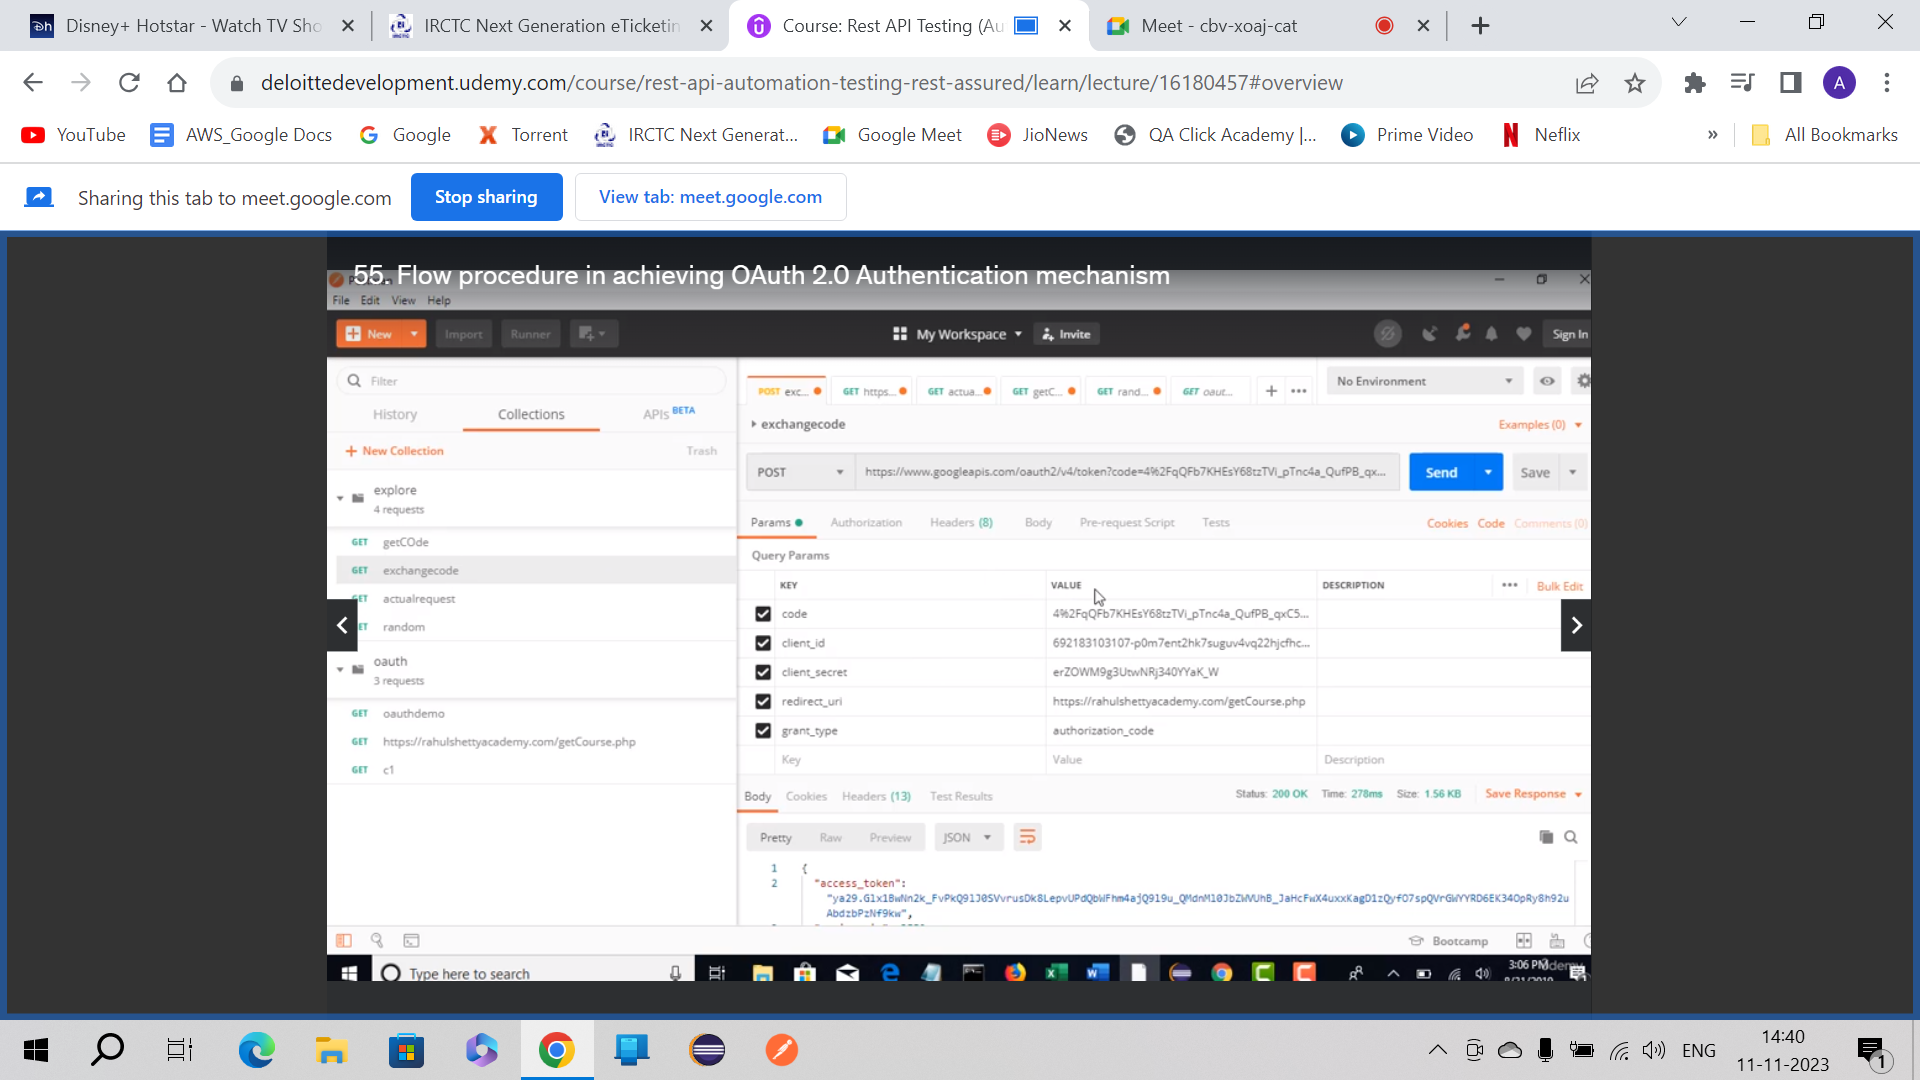 Disney+ Hotstar - Watch TV Sho
IRCTC Next Generation eTicketin
Course: Rest API Testing (Au
Meet - cbv-xoaj-cat
deloittedevelopment.udemy.com/course/rest-api-automation-testing-rest-assured/learn/lecture/16180457#overview
A
YouTube AWS_Google Docs Google Torrent IRCTC Next Generat... Google Meet JioNews QA Click Academy |... Prime Video Neflix » All Bookmarks
Sharing this tab to meet.google.com Stop sharing View tab: meet.google.com
55. Flow procedure in achieving OAuth 2.0 Authentication mechanism
File Edit View Help
New Import Runner My Workspace Invite Sign In
Filter
History Collections APIs BETA
+ New Collection Trash
explore
4 requests
GET getCOde
GET exchangecode
GET actualrequest
random
oauth
3 requests
GET oauthdemo
GET https://rahulshettyacademy.com/getCourse.php
GET c1
POST exc... GET https... GET actua... GET getC... GET rand... GET oaut... + ••• No Environment
exchangecode Examples (0)
POST https://www.googleapis.com/oauth2/v4/token?code=4%2FqQFb7KHEsY68tzTVi_pTnc4a_QufPB_qx... Send Save
Params Authorization Headers (8) Body Pre-request Script Tests Cookies Code Comments (0)
Query Params
KEY VALUE DESCRIPTION ••• Bulk Edit
code 4%2FqQFb7KHEsY68tzTVi_pTnc4a_QufPB_qxC5...
client_id 692183103107-p0m7ent2hk7suguv4vq22hjcfhc...
client_secret erZOWM9g3UtwNRj340YYaK_W
redirect_uri https://rahulshettyacademy.com/getCourse.php
grant_type authorization_code
Key Value Description
Body Cookies Headers (13) Test Results Status: 200 OK Time: 278ms Size: 1.56 KB Save Response
Pretty Raw Preview JSON
1 {
2 "access_token":
"ya29.Glx1BwNn2k_FvPkQ9lJ0SVvrusDk8LepvUPdQbWFhm4ajQ919u_QMdnMl0JbZWVUhB_JaHcFwX4uxxKagD1zQyfO7spQVrGWYYRD6EK34OpRy8h92u
AbdzbPzNf9kw",
Bootcamp
Type here to search 3:06 PM
ENG 14:40
11-11-2023 1